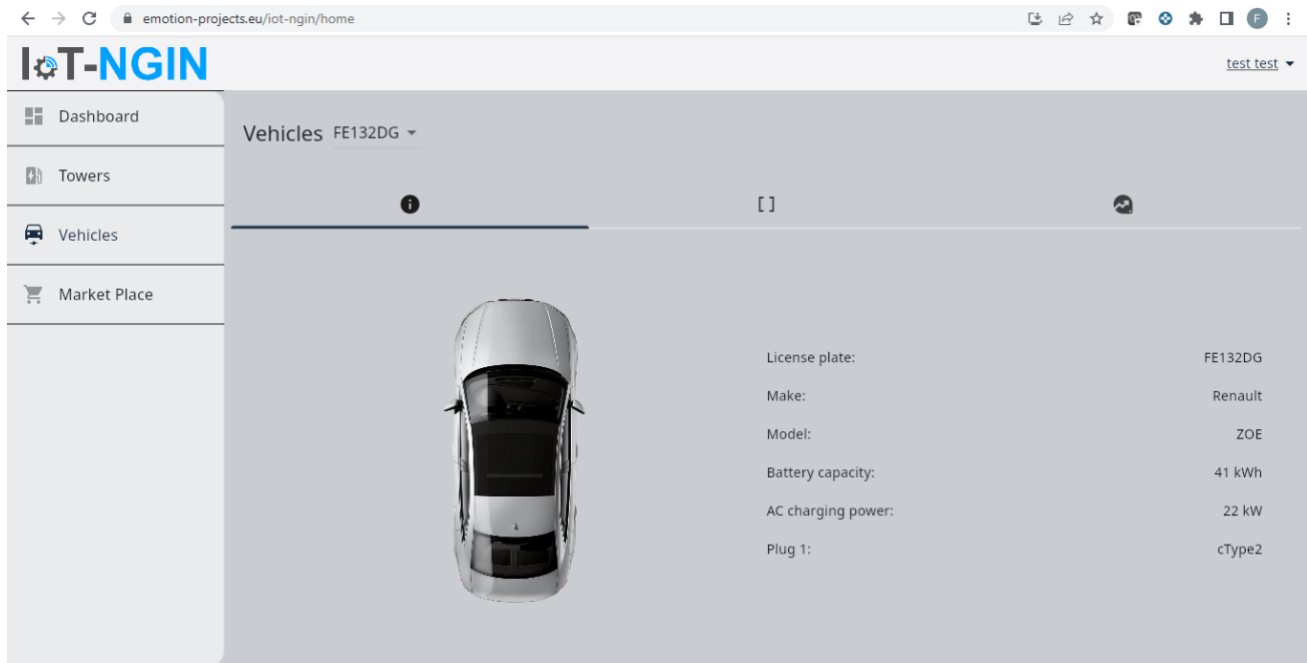 emotion-projects.eu/iot-ngin/home
F
IoT-NGIN
test test
Dashboard
Towers
Vehicles
Market Place
Vehicles FE132DG
[ ]
License plate: FE132DG
Make: Renault
Model: ZOE
Battery capacity: 41 kWh
AC charging power: 22 kW
Plug 1: cType2